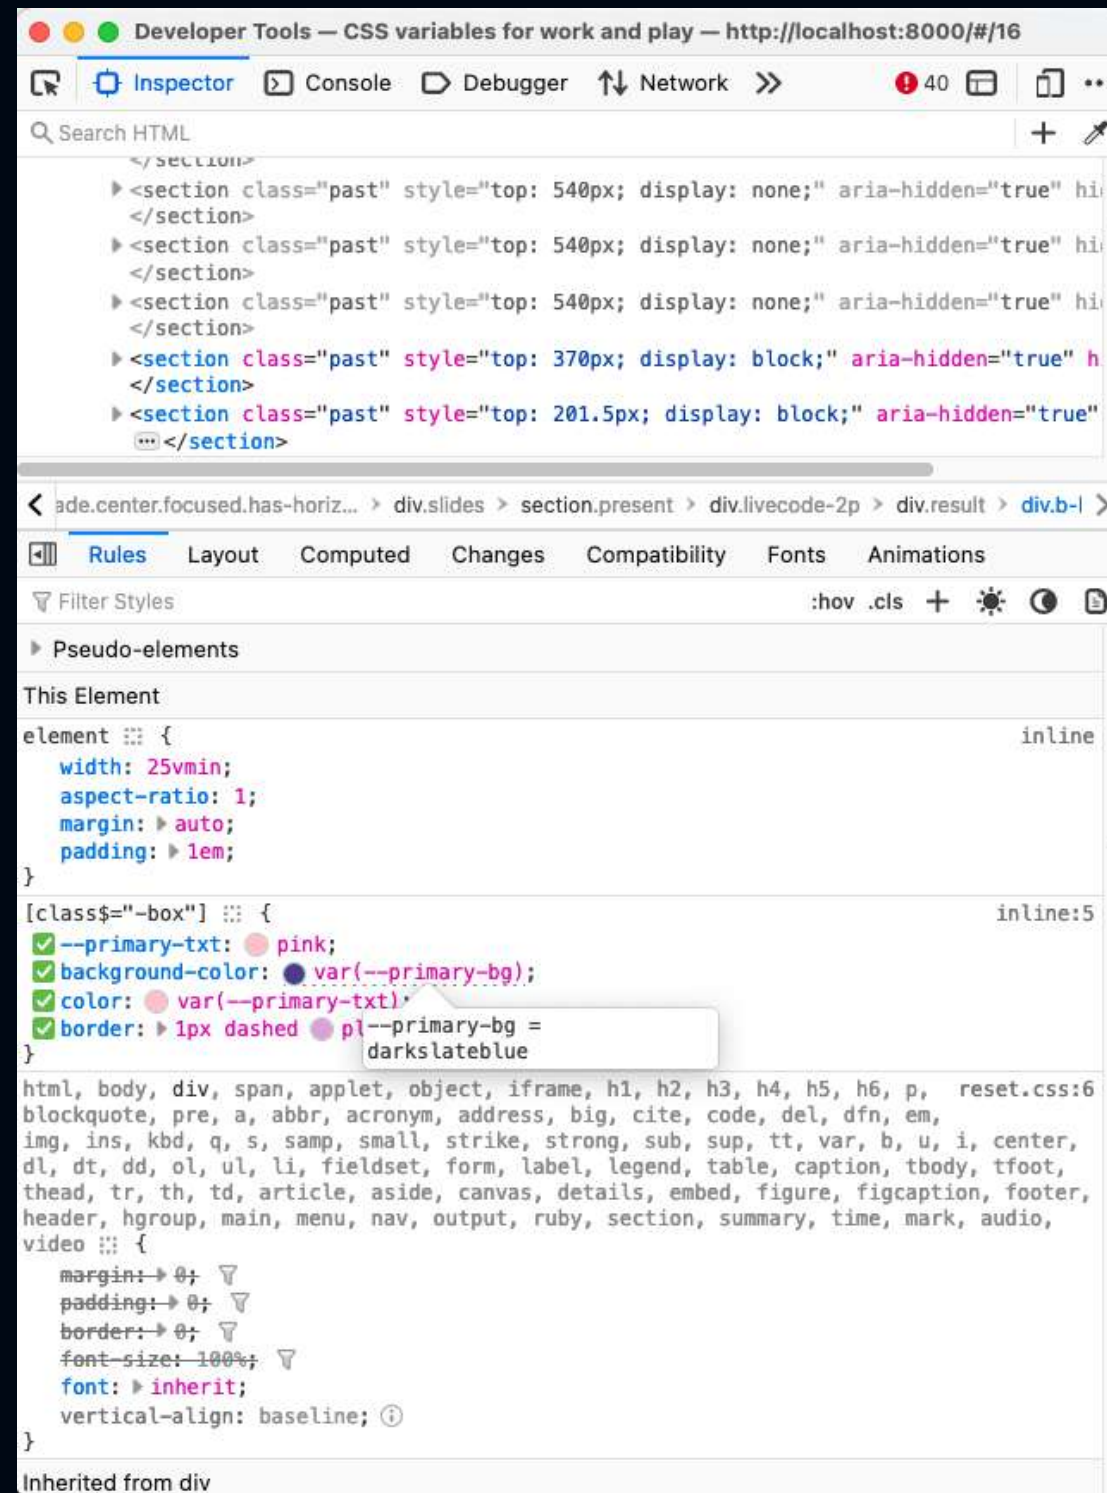 Developer Tools — CSS variables for work and play — http://localhost:8000/#/16
Inspector Console Debugger Network 40
Search HTML
</section>
<section class="past" style="top: 540px; display: none;" aria-hidden="true" hi
</section>
<section class="past" style="top: 540px; display: none;" aria-hidden="true" hi
</section>
<section class="past" style="top: 540px; display: none;" aria-hidden="true" hi
</section>
<section class="past" style="top: 370px; display: block;" aria-hidden="true" h
</section>
<section class="past" style="top: 201.5px; display: block;" aria-hidden="true"
</section>
ade.center.focused.has-horiz... > div.slides > section.present > div.livecode-2p > div.result > div.b-
Rules Layout Computed Changes Compatibility Fonts Animations
Filter Styles :hov .cls
Pseudo-elements
This Element
element { inline
width: 25vmin;
aspect-ratio: 1;
margin: auto;
padding: 1em;
}
[class$="-box"] { inline:5
--primary-txt: pink;
background-color: var(--primary-bg);
color: var(--primary-txt);
border: 1px dashed pl
--primary-bg =
darkslateblue
}
html, body, div, span, applet, object, iframe, h1, h2, h3, h4, h5, h6, p, reset.css:6
blockquote, pre, a, abbr, acronym, address, big, cite, code, del, dfn, em,
img, ins, kbd, q, s, samp, small, strike, strong, sub, sup, tt, var, b, u, i, center,
dl, dt, dd, ol, ul, li, fieldset, form, label, legend, table, caption, tbody, tfoot,
thead, tr, th, td, article, aside, canvas, details, embed, figure, figcaption, footer,
header, hgroup, main, menu, nav, output, ruby, section, summary, time, mark, audio,
video {
margin: 0;
padding: 0;
border: 0;
font-size: 100%;
font: inherit;
vertical-align: baseline;
}
Inherited from div